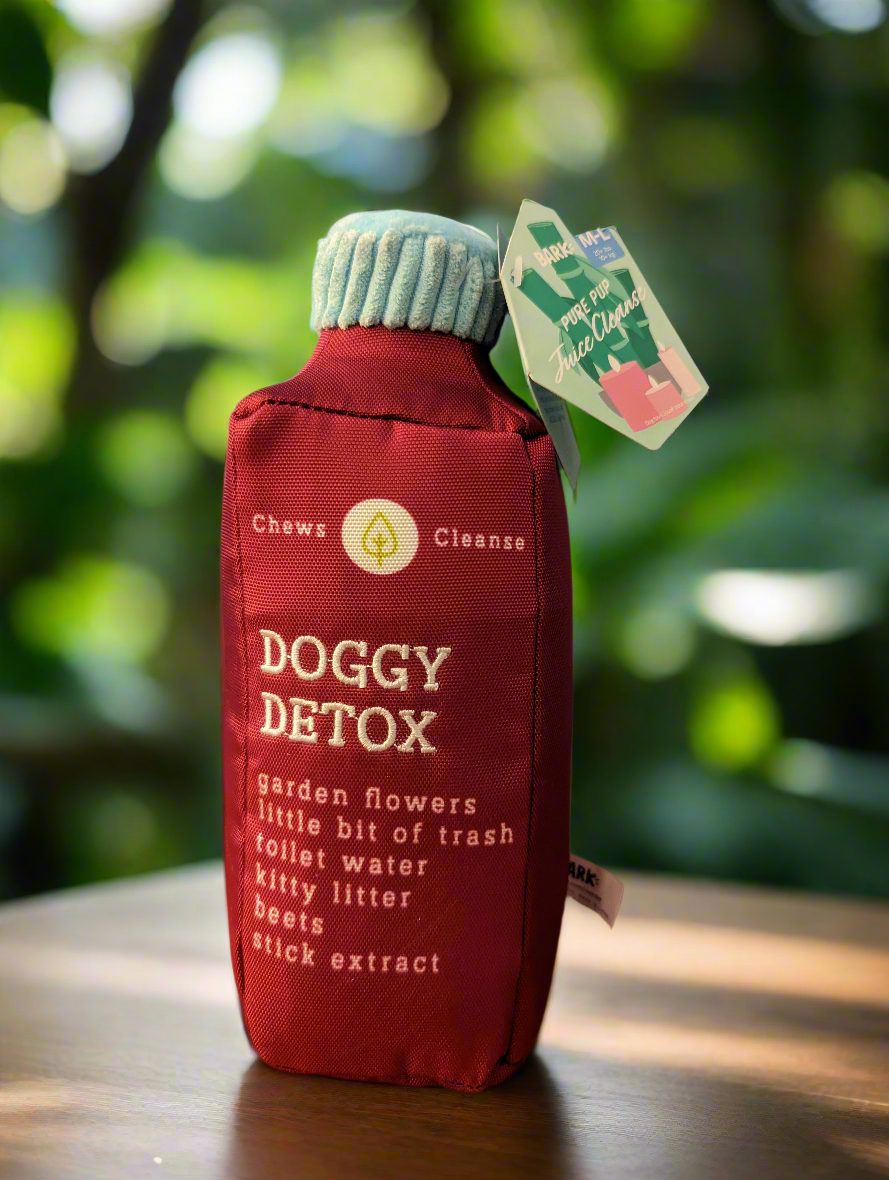 BARK
M-L
PURE PUP
Juice Cleanse
Chews Cleanse
DOGGY
DETOX
garden flowers
little bit of trash
toilet water
kitty litter
beets
stick extract
ARK